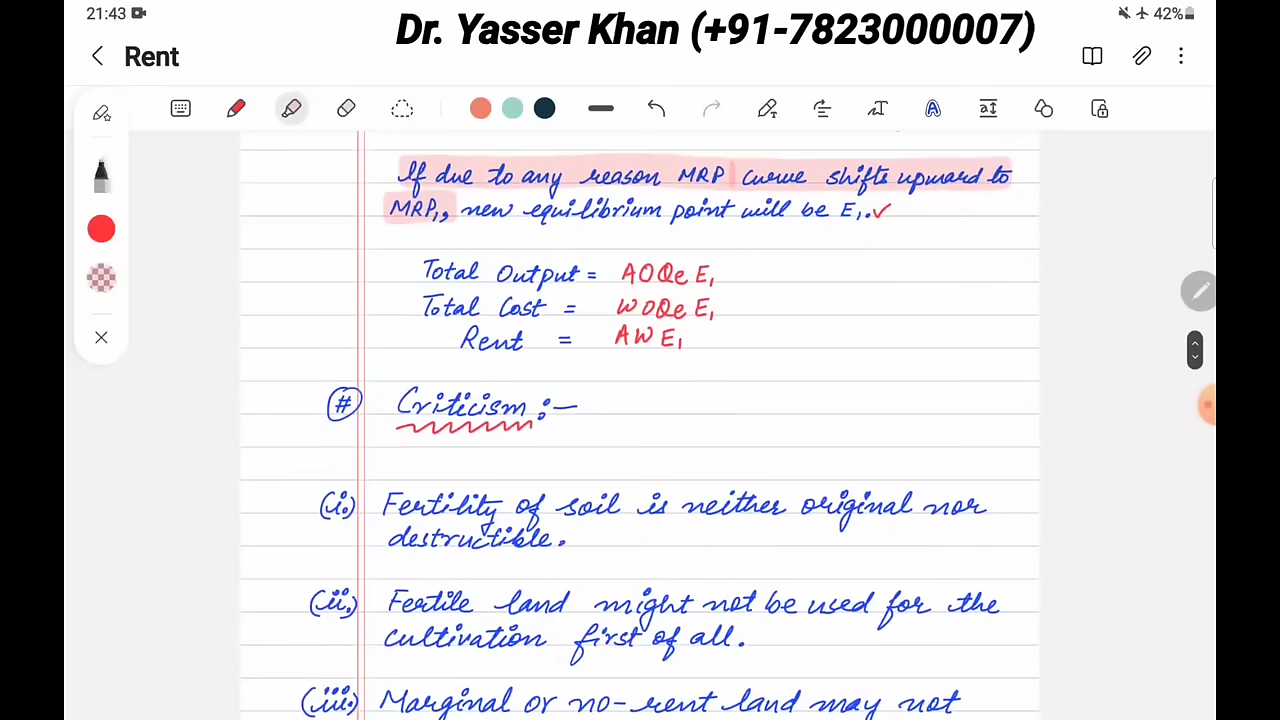 21:43
42%
Dr. Yasser Khan (+91-7823000007)
Rent
If due to any reason MRP curve shifts upward to
MRP₁, new equilibrium point will be E₁.
Total Output = AOQe E₁
Total Cost = WOQe E₁
Rent = AWE₁
# Criticism :-
(i.) Fertility of soil is neither original nor
destructible.
(ii.) Fertile land might not be used for the
cultivation first of all.
(iii.) Marginal or no-rent land may not